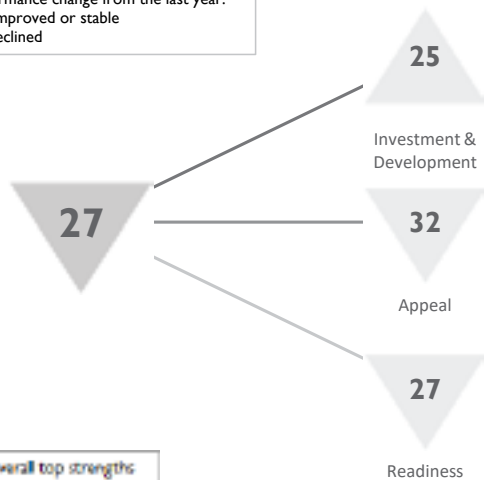 rmance change from the last year:
mproved or stable
eclined
25
Investment &
Development
27
32
Appeal
27
Readiness
verall top strengths